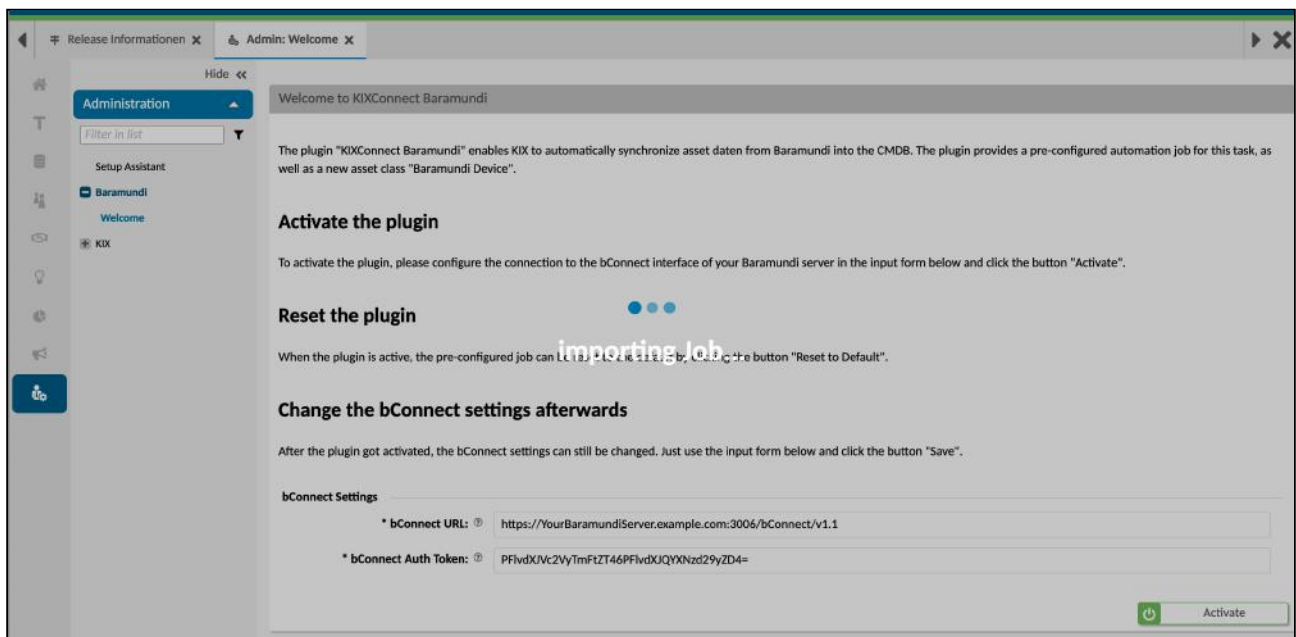 Release Informationen
Admin: Welcome
Hide
Administration
Filter in list
Setup Assistant
Baramundi
Welcome
KIX
Welcome to KIXConnect Baramundi
The plugin "KIXConnect Baramundi" enables KIX to automatically synchronize asset daten from Baramundi into the CMDB. The plugin provides a pre-configured automation job for this task, as
well as a new asset class "Baramundi Device".
Activate the plugin
To activate the plugin, please configure the connection to the bConnect interface of your Baramundi server in the input form below and click the button "Activate".
Reset the plugin
importing Job...
When the plugin is active, the pre-configured job can the button "Reset to Default".
Change the bConnect settings afterwards
After the plugin got activated, the bConnect settings can still be changed. Just use the input form below and click the button "Save".
bConnect Settings
* bConnect URL:
https://YourBaramundiServer.example.com:3006/bConnect/v1.1
* bConnect Auth Token:
PFlvdXJVc2VyTmFtZT46PFlvdXJQYXNzd29yZD4=
Activate